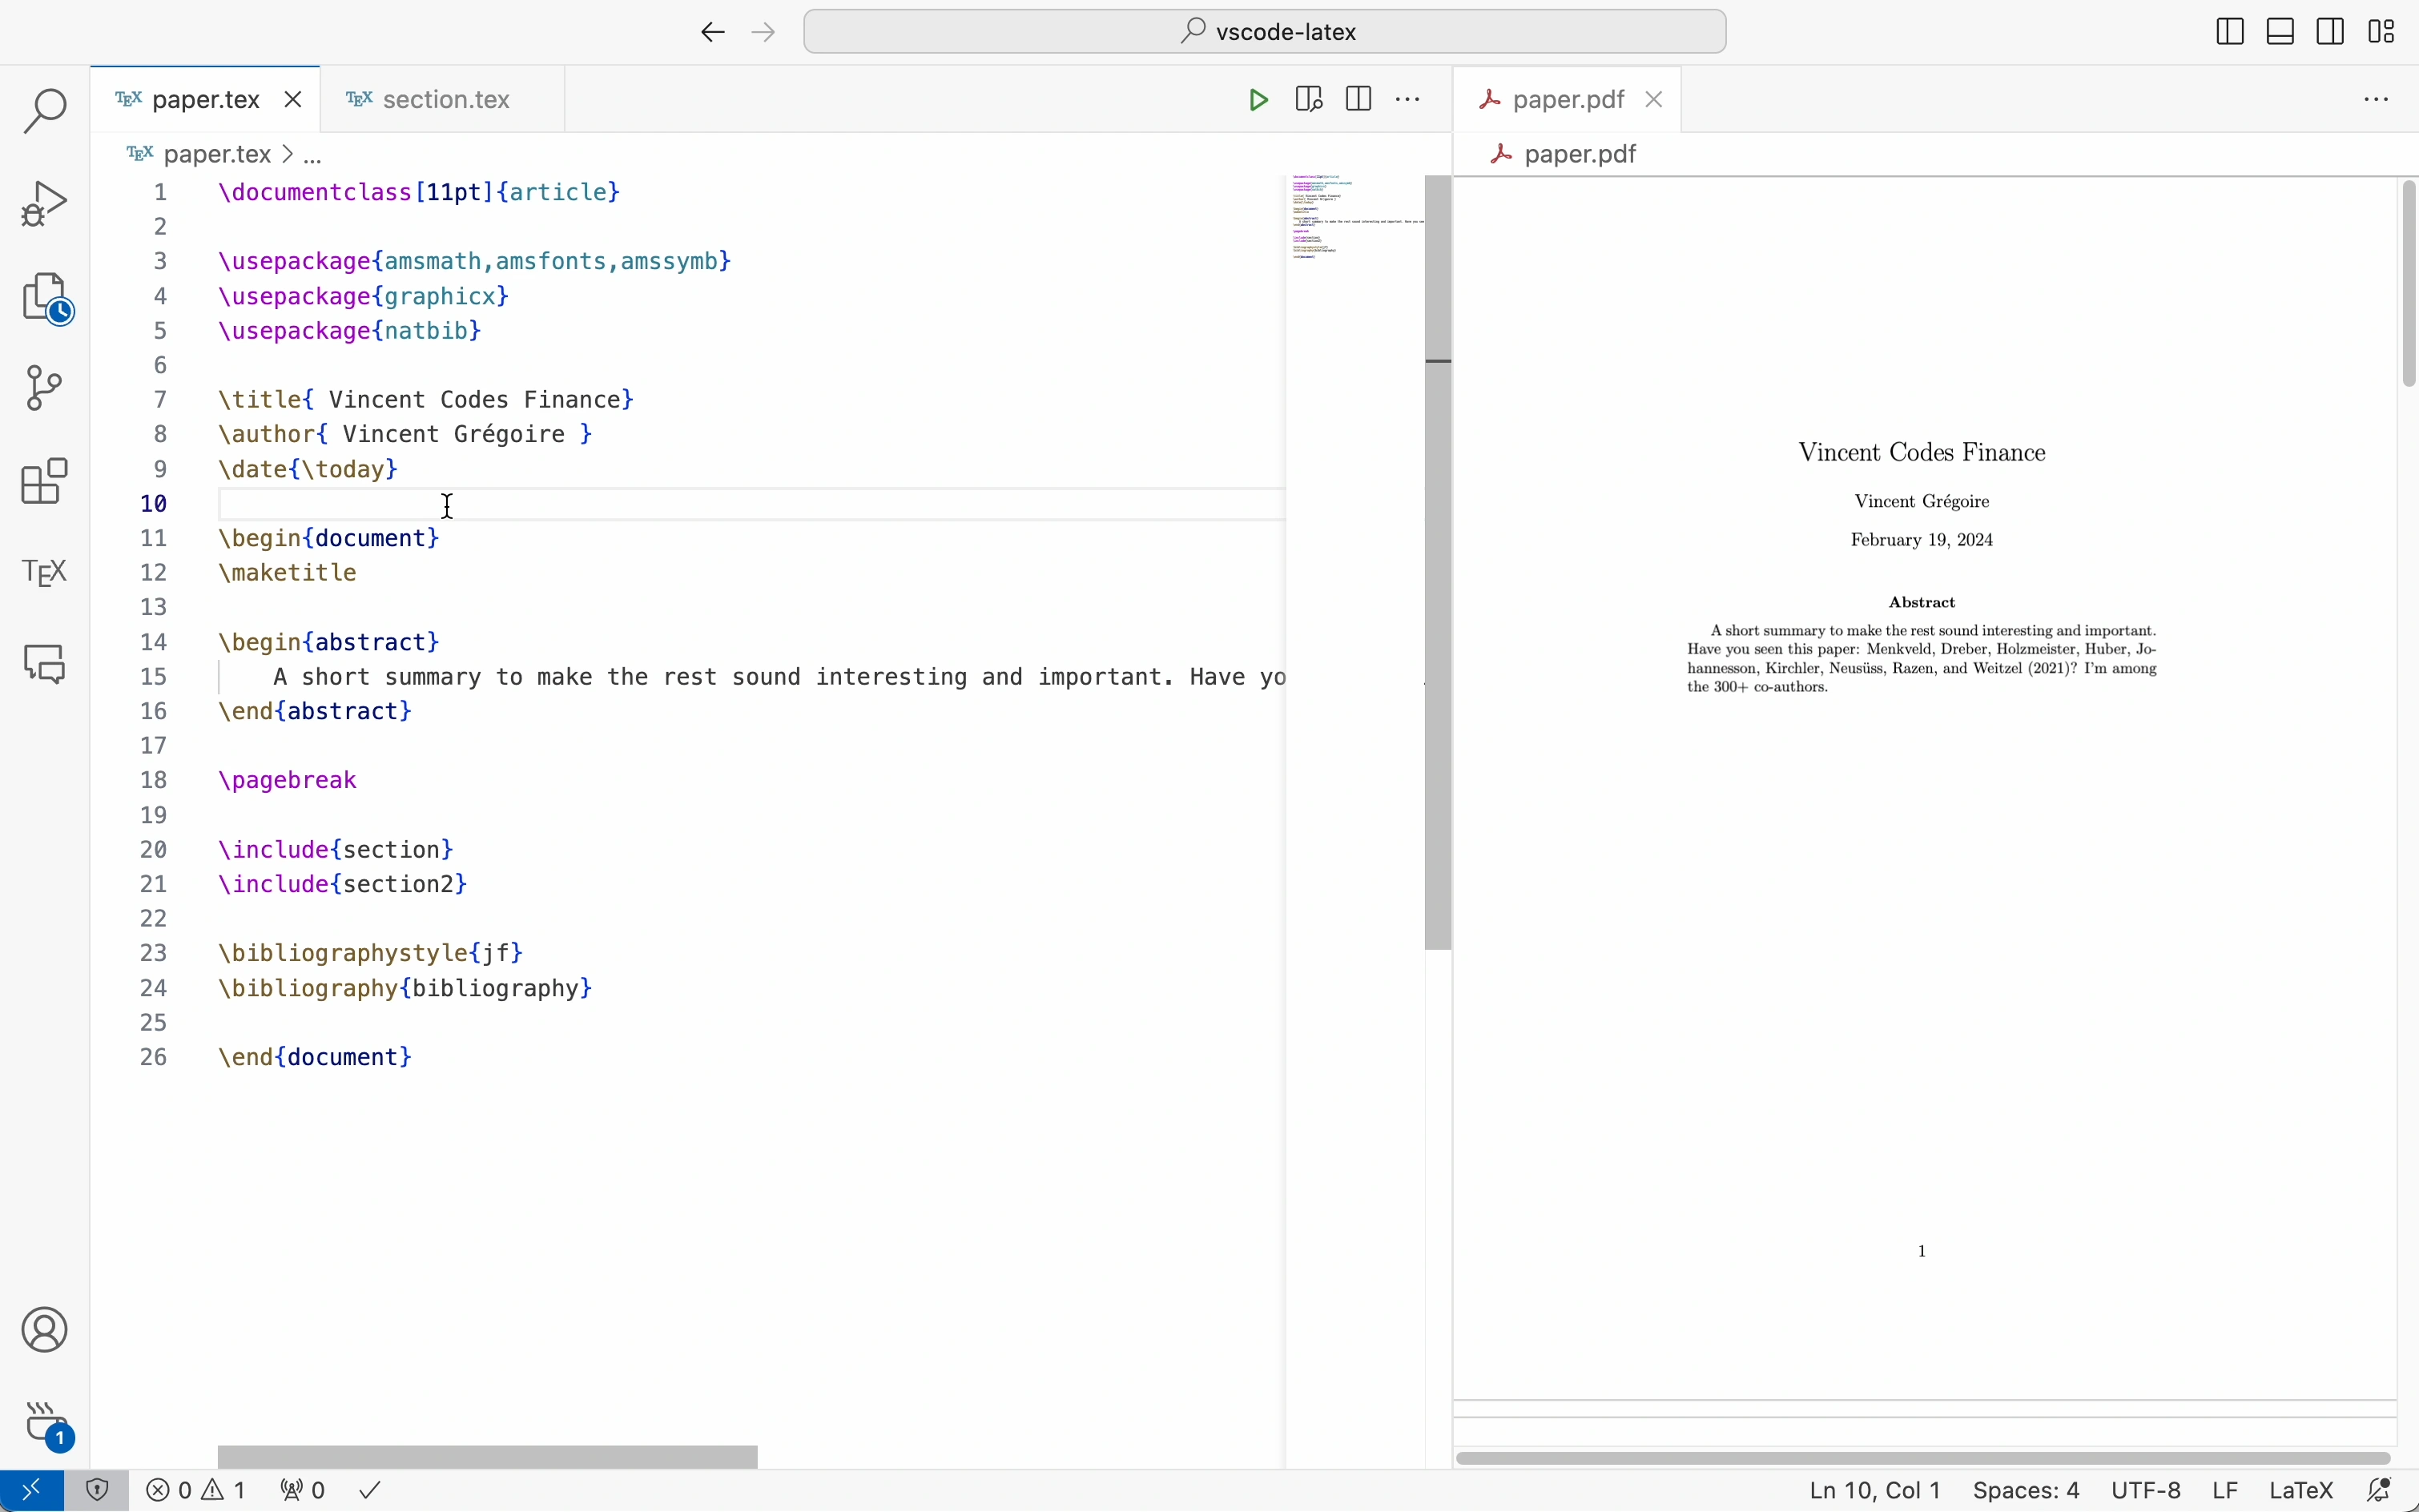 vscode-latex
TEX paper.tex
TEX section.tex
paper.pdf
TEX paper.tex > ...
paper.pdf
1 \documentclass[11pt]{article}
2
3 \usepackage{amsmath,amsfonts,amssymb}
4 \usepackage{graphicx}
5 \usepackage{natbib}
6
7 \title{ Vincent Codes Finance}
8 \author{ Vincent Grégoire }
9 \date{\today}
10
11 \begin{document}
12 \maketitle
13
14 \begin{abstract}
15 A short summary to make the rest sound interesting and important. Have yo
16 \end{abstract}
17
18 \pagebreak
19
20 \include{section}
21 \include{section2}
22
23 \bibliographystyle{jf}
24 \bibliography{bibliography}
25
26 \end{document}
TEX
1
Vincent Codes Finance
Vincent Grégoire
February 19, 2024
Abstract
A short summary to make the rest sound interesting and important.
Have you seen this paper: Menkveld, Dreber, Holzmeister, Huber, Jo-
hannesson, Kirchler, Neusüss, Razen, and Weitzel (2021)? I'm among
the 300+ co-authors.
1
0 1 0
Ln 10, Col 1 Spaces: 4 UTF-8 LF LaTeX